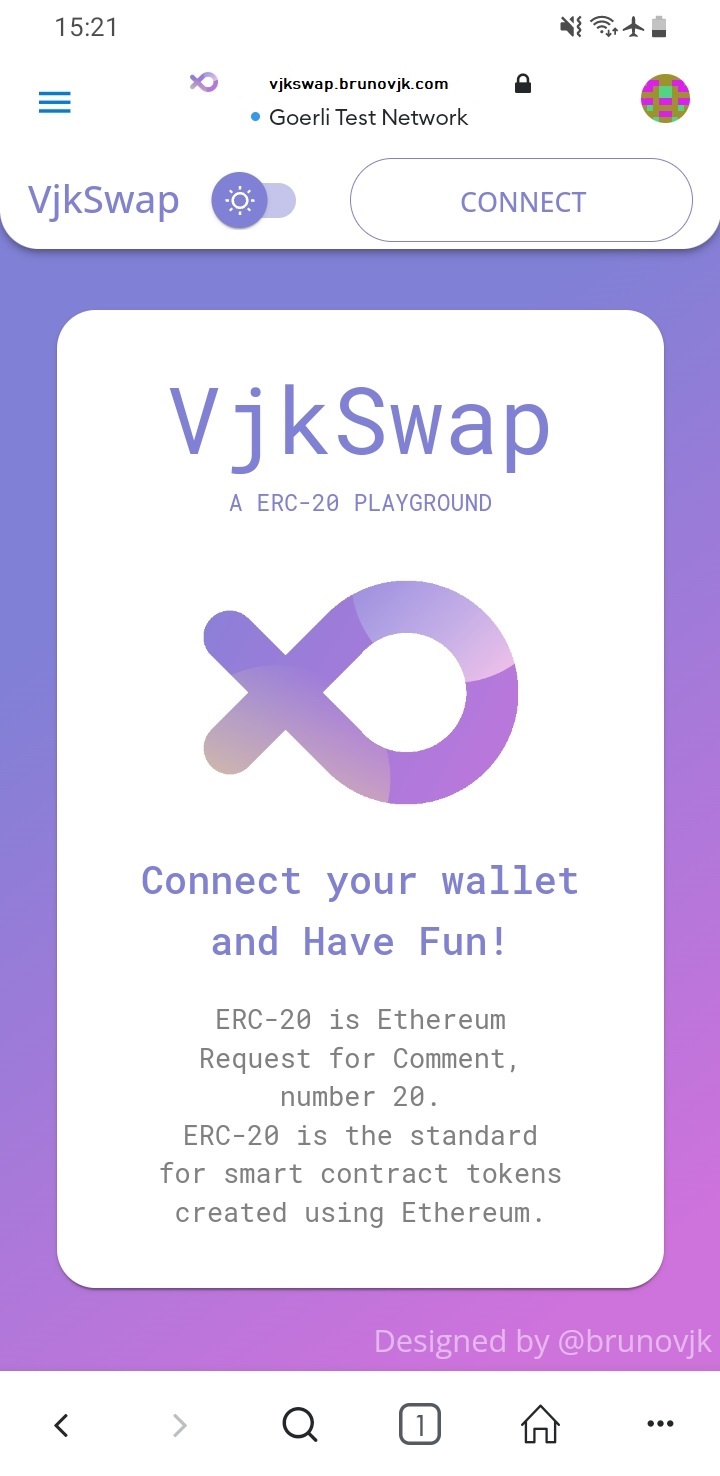 15:21
vjkswap.brunovjk.com
Goerli Test Network
VjkSwap
CONNECT
VjkSwap
A ERC-20 PLAYGROUND
Connect your wallet
and Have Fun!
ERC-20 is Ethereum
Request for Comment,
number 20.
ERC-20 is the standard
for smart contract tokens
created using Ethereum.
Designed by @brunovjk
1